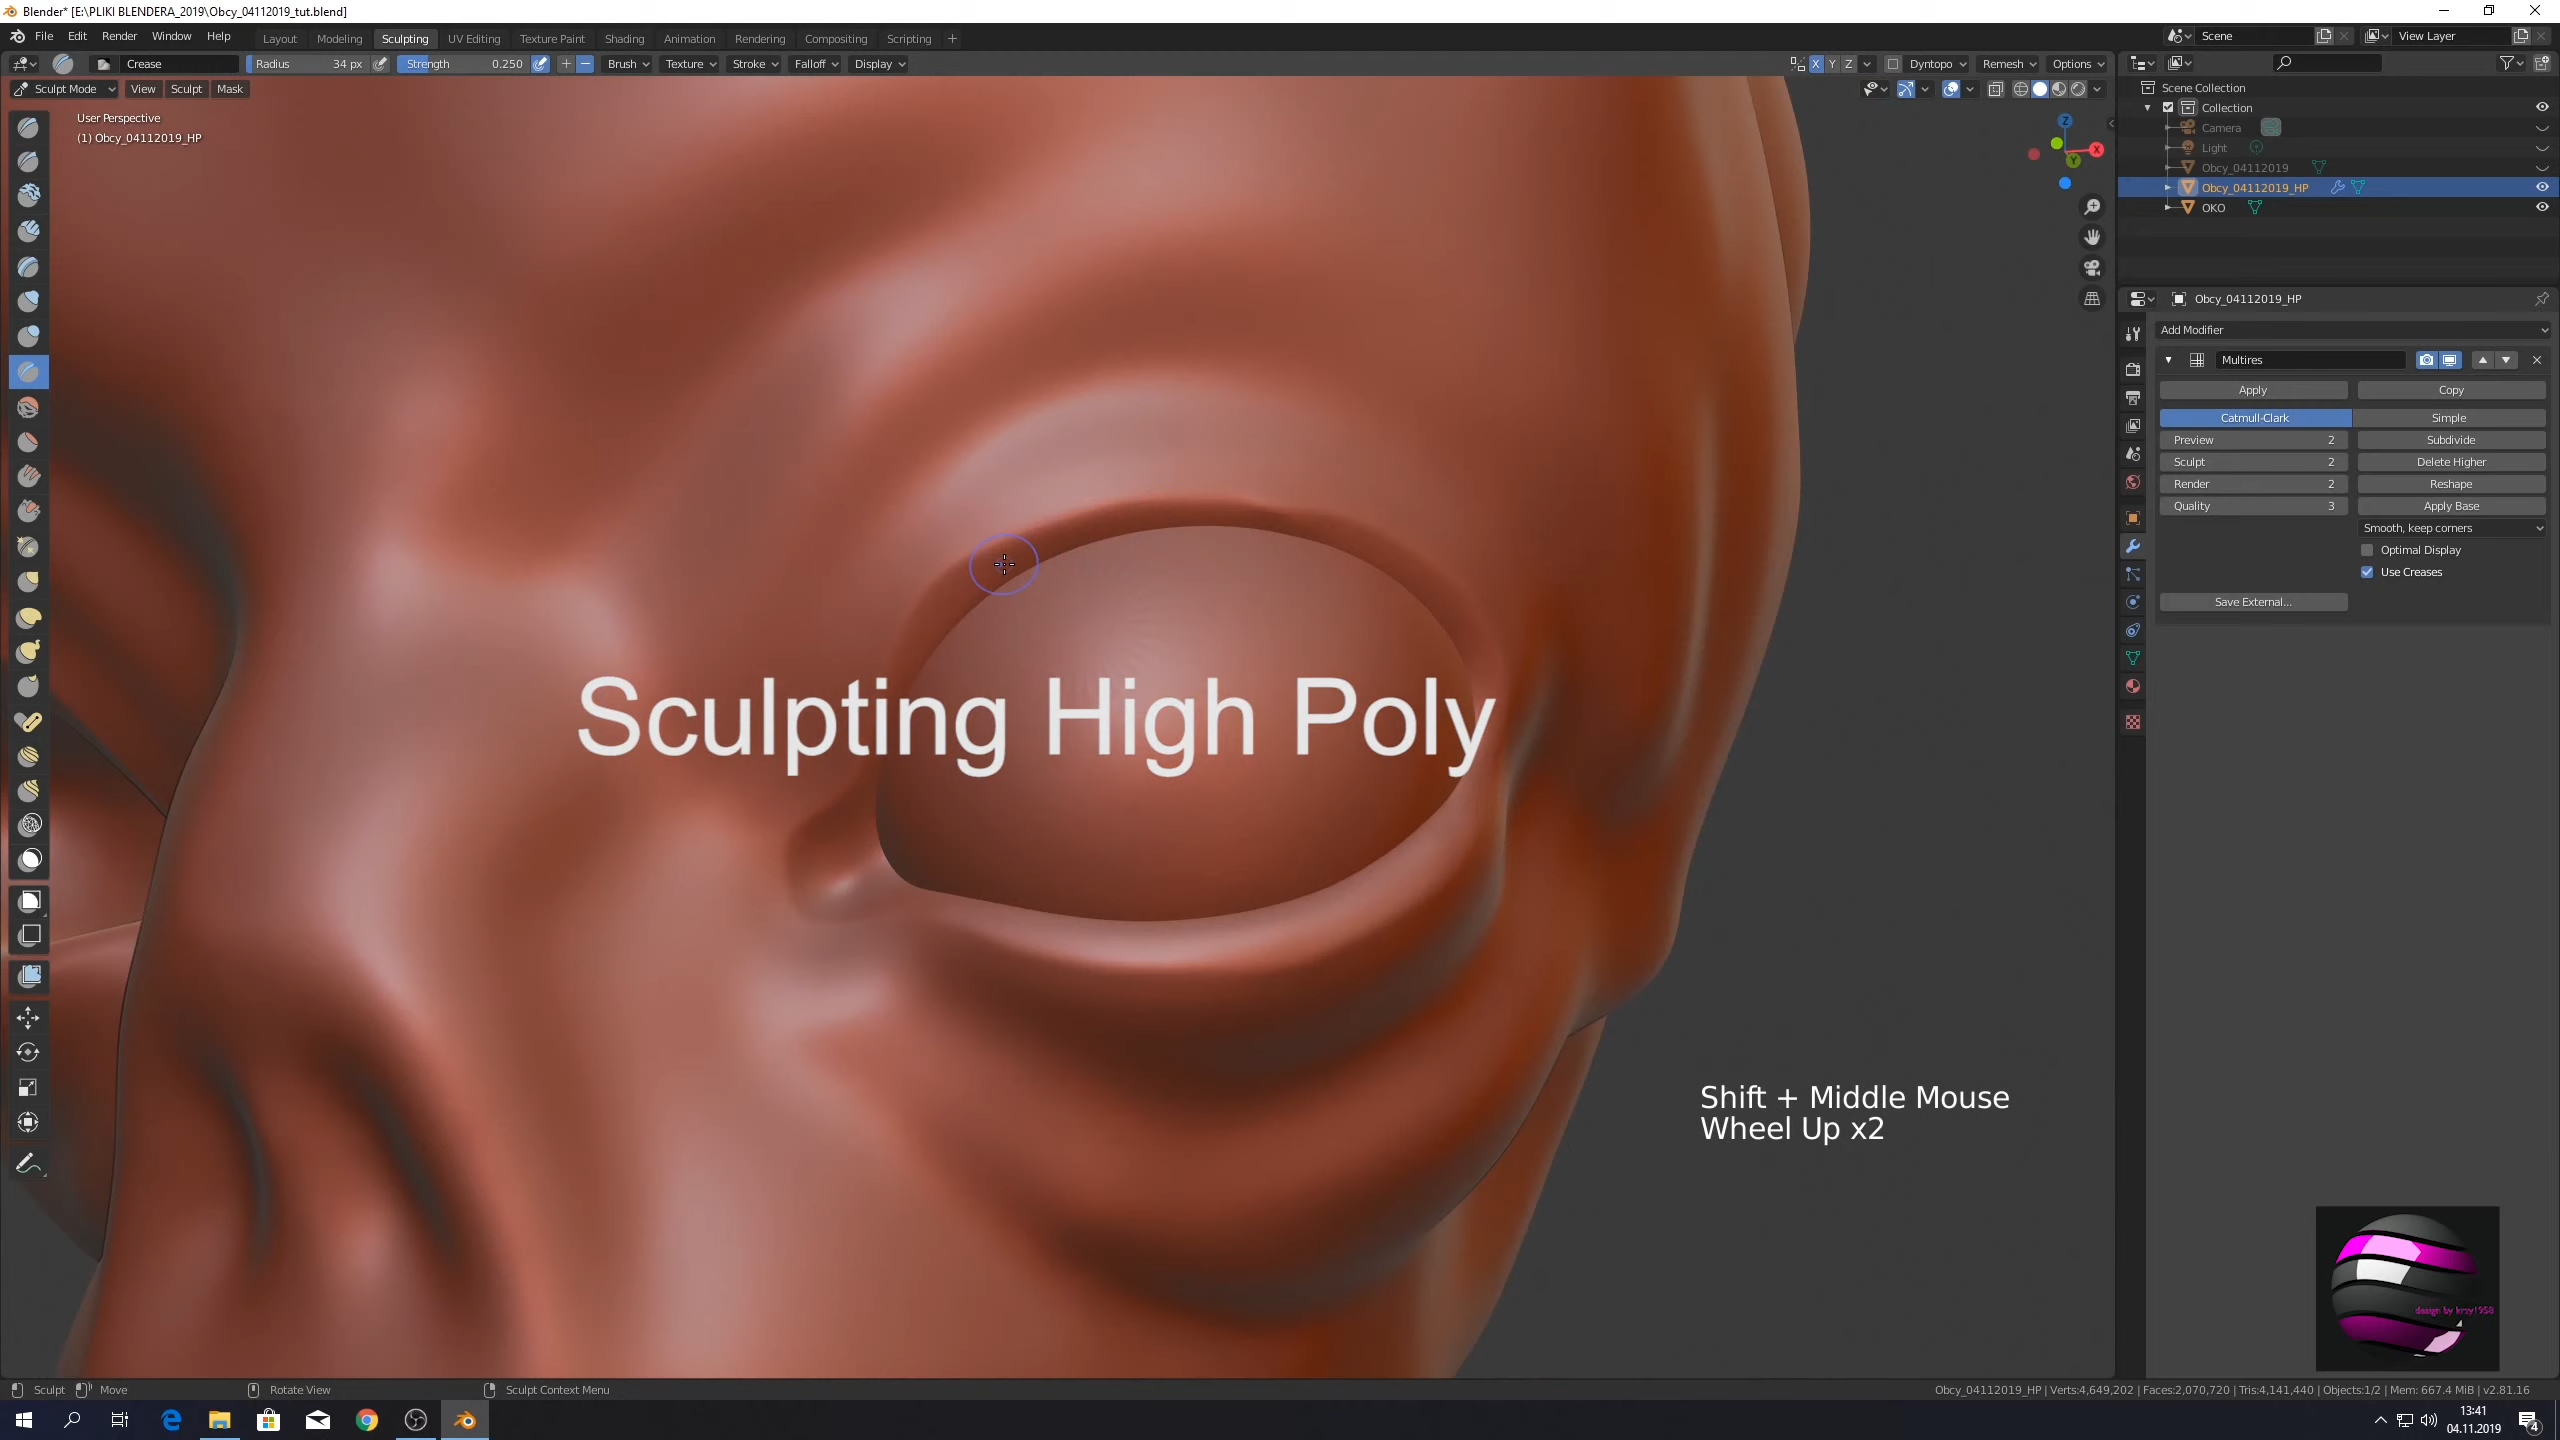 Blender* [E:\PLIKI BLENDERA_2019\Obcy_04112019_tut.blend]
File Edit Render Window Help
Layout Modeling Sculpting UV Editing Texture Paint Shading Animation Rendering Compositing Scripting +
Scene
View Layer
Crease
Radius 34 px
Strength 0.250
Brush Texture Stroke Falloff Display
X Y Z
Dyntopo Remesh Options
Sculpt Mode View Sculpt Mask
User Perspective
(1) Obcy_04112019_HP
Z
X
Y
Scene Collection
Collection
Camera
Light
Obcy_04112019
Obcy_04112019_HP
OKO
Obcy_04112019_HP
Add Modifier
Multires
Apply Copy
Catmull-Clark Simple
Preview 2 Subdivide
Sculpt 2 Delete Higher
Render 2 Reshape
Quality 3 Apply Base
Smooth, keep corners
Optimal Display
Use Creases
Save External...
Sculpting High Poly
Shift + Middle Mouse
Wheel Up x2
design by krzy1958
Sculpt Move Rotate View Sculpt Context Menu
Obcy_04112019_HP | Verts:4,649,202 | Faces:2,070,720 | Tris:4,141,440 | Objects:1/2 | Mem: 667.4 MiB | v2.81.16
13:41
04.11.2019
4